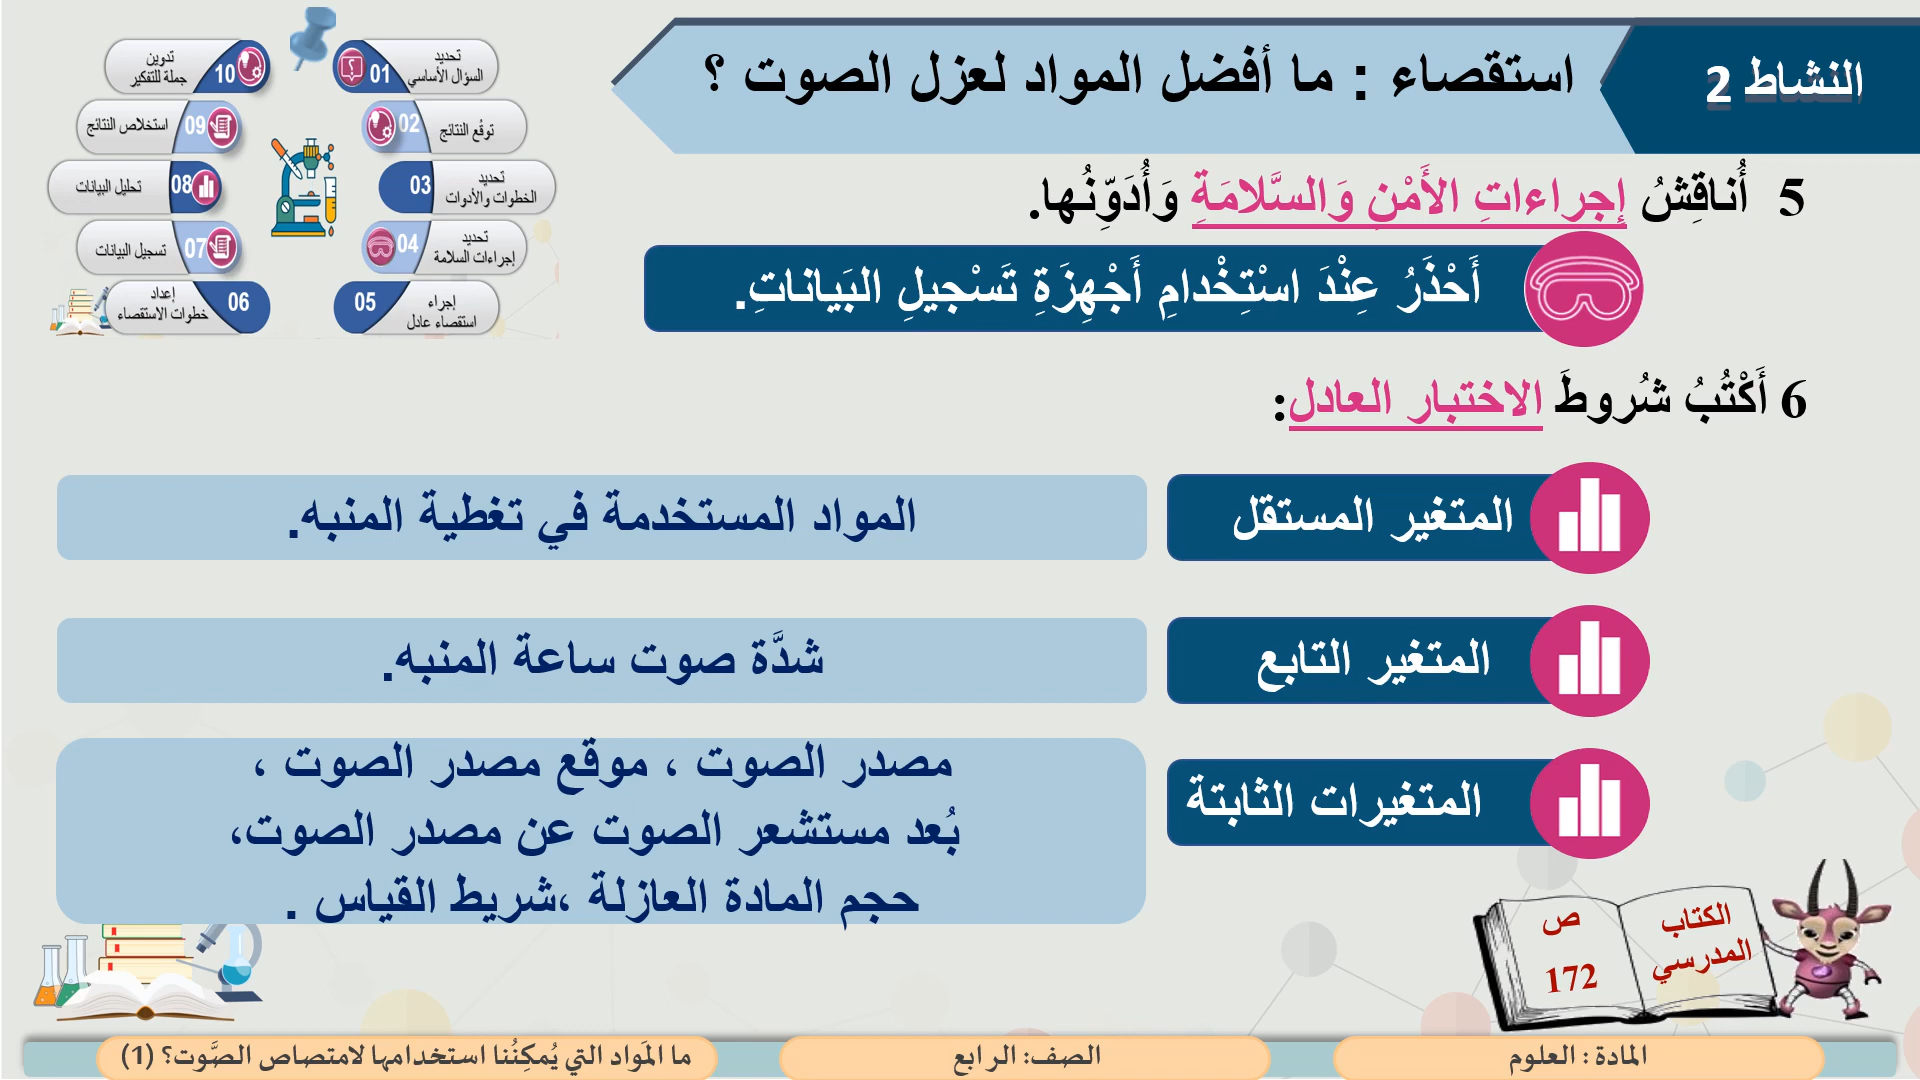 النشاط 2
استقصاء : ما أفضل المواد لعزل الصوت ؟
تحديد
السؤال الأساسي
01
توقُع النتائج
02
تحديد
الخطوات والأدوات
03
تحديد
إجراءات السلامة
04
إجراء
استقصاء عادل
05
إعداد
خطوات الاستقصاء
06
تسجيل البيانات
07
تحليل البيانات
08
استخلاص النتائج
09
تدوين
جملة للتفكير
10
5 أُناقِشُ إجراءاتِ الأَمْنِ وَالسَّلامَةِ وَأُدَوِّنُها.
أَحْذَرُ عِنْدَ اسْتِخْدامِ أَجْهِزَةِ تَسْجيلِ البَياناتِ.
6 أَكْتُبُ شُروطَ الاختبار العادل:
المتغير المستقل
المواد المستخدمة في تغطية المنبه.
المتغير التابع
شدَّة صوت ساعة المنبه.
المتغيرات الثابتة
مصدر الصوت ، موقع مصدر الصوت ،
بُعد مستشعر الصوت عن مصدر الصوت،
حجم المادة العازلة ،شريط القياس .
الكتاب
المدرسي
ص
172
المادة : العلوم
الصف: الرابع
ما المَواد التي يُمكِنُنا استخدامها لامتصاص الصَّوت؟ (1)